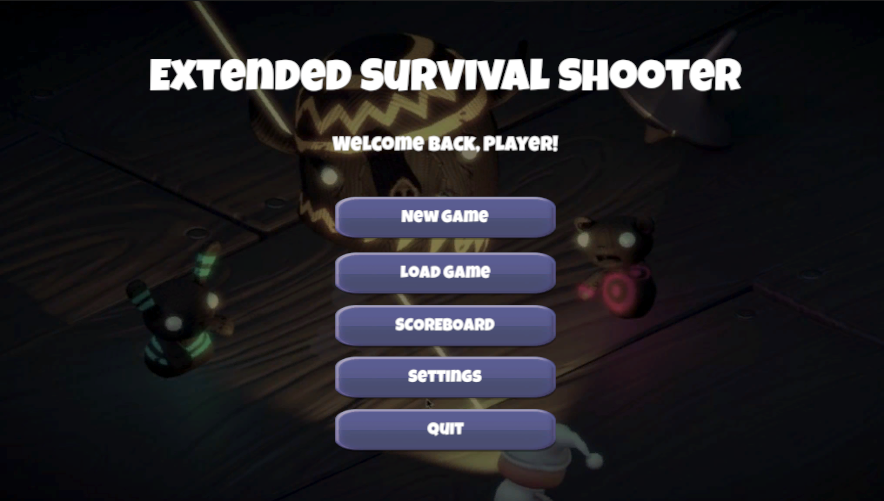 Extended Survival Shooter
Welcome back, Player!
New Game
Load Game
Scoreboard
Settings
Quit